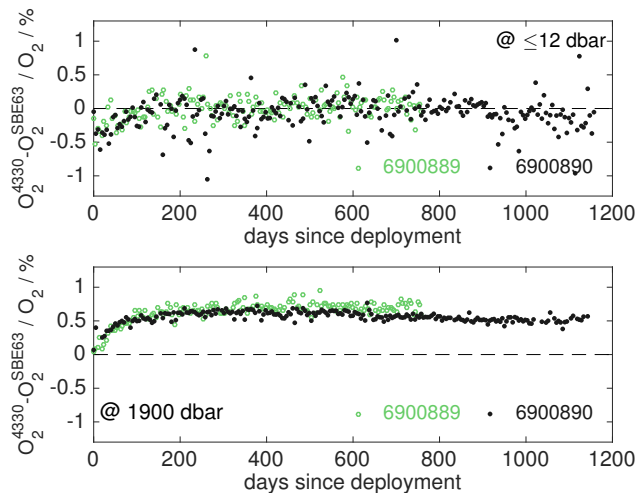 O₂⁴³³⁰-O₂ˢᴮᴱ⁶³ / O₂ / %
1
0.5
0
-0.5
-1
@ ≤12 dbar
6900889 6900890
0 200 400 600 800 1000 1200
days since deployment
O₂⁴³³⁰-O₂ˢᴮᴱ⁶³ / O₂ / %
1
0.5
0
-0.5
-1
@ 1900 dbar 6900889 6900890
0 200 400 600 800 1000 1200
days since deployment